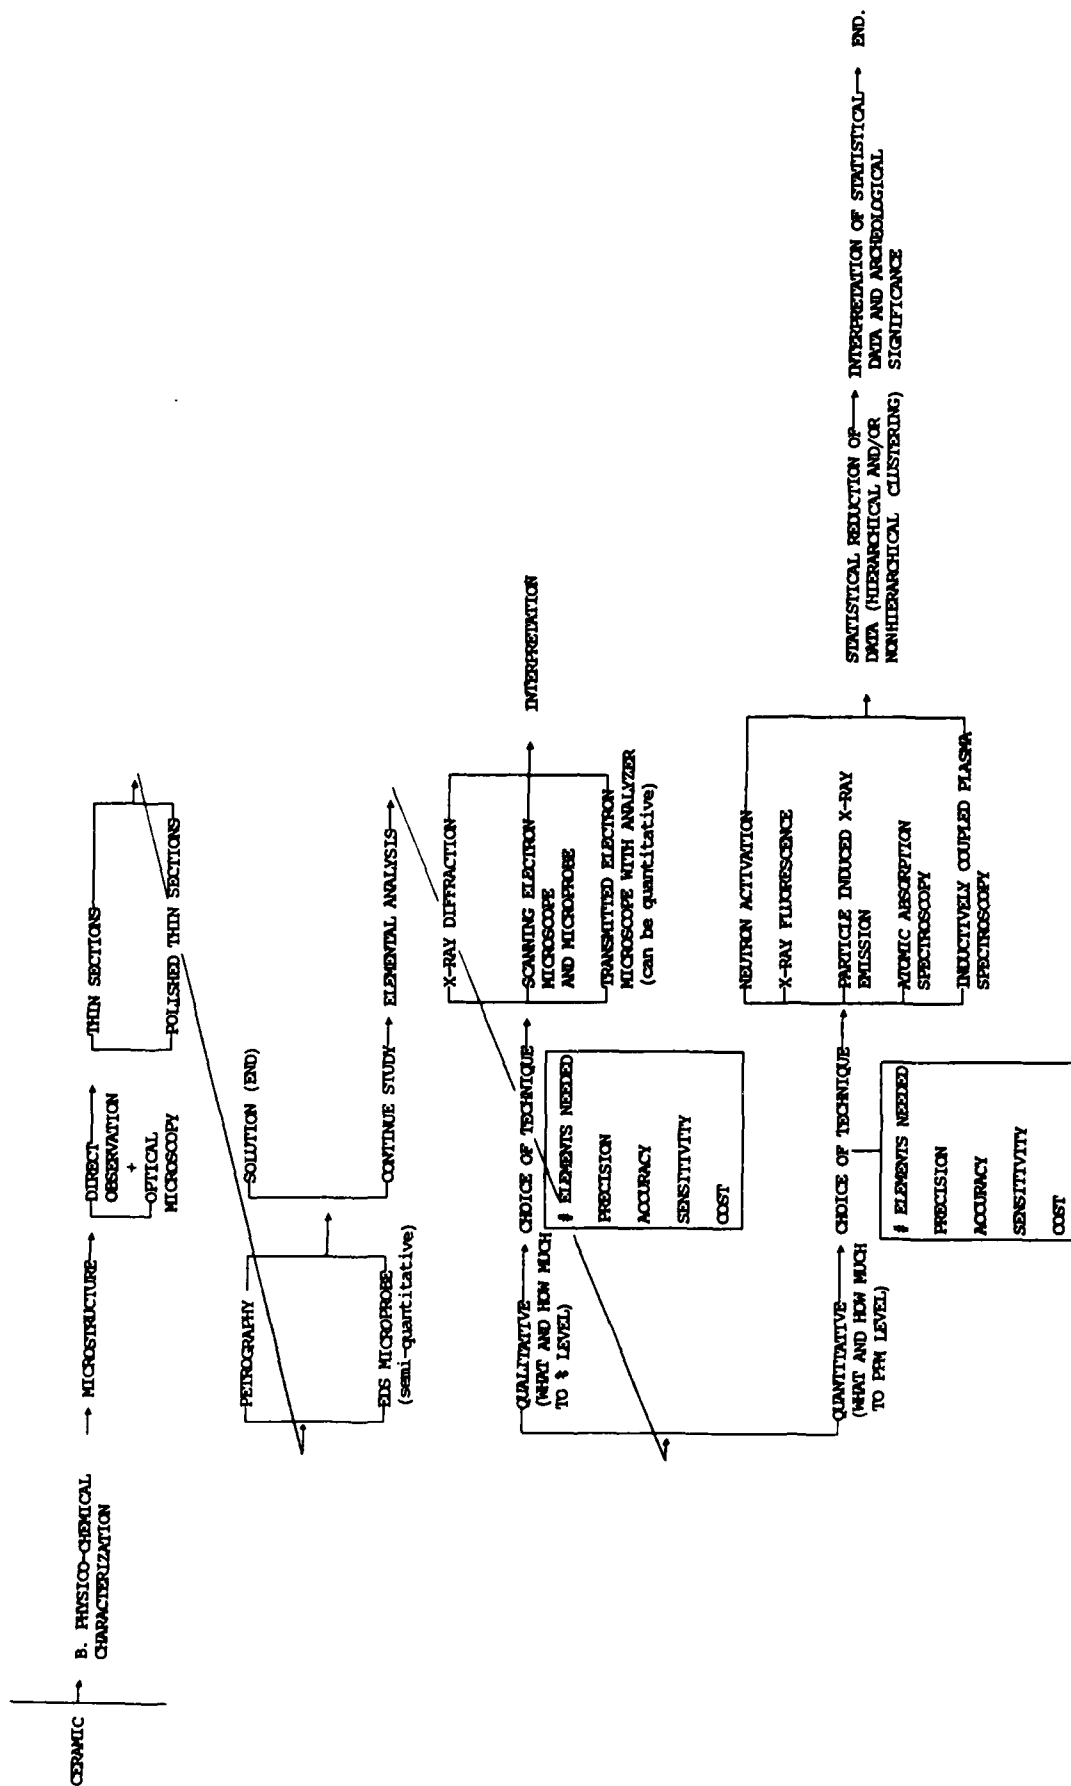 CERAMIC
B. PHYSICO-CHEMICAL
CHARACTERIZATION
MICROSTRUCTURE
DIRECT
OBSERVATION
+
OPTICAL
MICROSCOPY
THIN SECTIONS
POLISHED THIN SECTIONS
PETROGRAPHY
EDS MICROPROBE
(semi-quantitative)
SOLUTION (END)
CONTINUE STUDY
ELEMENTAL ANALYSIS
QUALITATIVE
(WHAT AND HOW MUCH
TO % LEVEL)
CHOICE OF TECHNIQUE
# ELEMENTS NEEDED
PRECISION
ACCURACY
SENSITIVITY
COST
X-RAY DIFFRACTION
SCANNING ELECTRON
MICROSCOPE
AND MICROPROBE
TRANSMITTED ELECTRON
MICROSCOPE WITH ANALYZER
(can be quantitative)
INTERPRETATION
QUANTITATIVE
(WHAT AND HOW MUCH
TO PPM LEVEL)
CHOICE OF TECHNIQUE
# ELEMENTS NEEDED
PRECISION
ACCURACY
SENSITIVITY
COST
NEUTRON ACTIVATION
X-RAY FLUORESCENCE
PARTICLE INDUCED X-RAY
EMISSION
ATOMIC ABSORPTION
SPECTROSCOPY
INDUCTIVELY COUPLED PLASMA
SPECTROSCOPY
STATISTICAL REDUCTION OF
DATA (HIERARCHICAL AND/OR
NONHIERARCHICAL CLUSTERING)
INTERPRETATION OF STATISTICAL
DATA AND ARCHEOLOGICAL
SIGNIFICANCE
END.